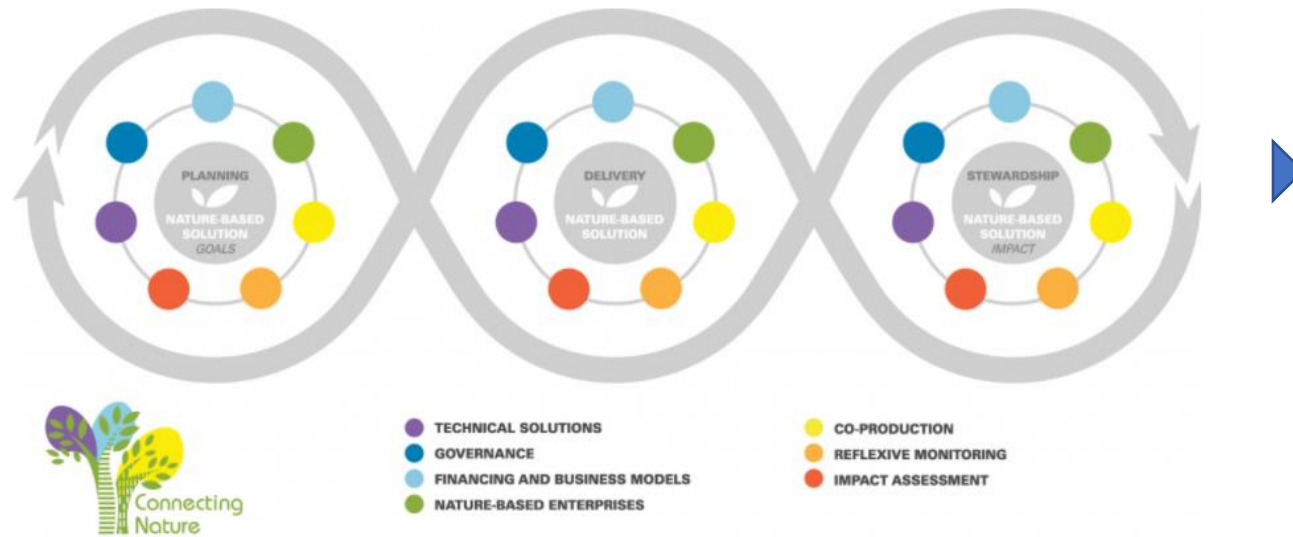 PLANNING
NATURE-BASED
SOLUTION
GOALS
DELIVERY
NATURE-BASED
SOLUTION
STEWARDSHIP
NATURE-BASED
SOLUTION
IMPACT
TECHNICAL SOLUTIONS
GOVERNANCE
FINANCING AND BUSINESS MODELS
NATURE-BASED ENTERPRISES
CO-PRODUCTION
REFLEXIVE MONITORING
IMPACT ASSESSMENT
Connecting
Nature